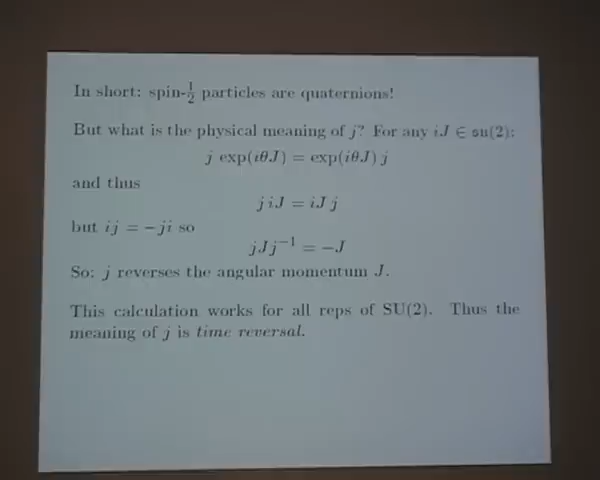 In short: spin-½ particles are quaternions!
But what is the physical meaning of j? For any iJ ∈ 𝔰𝔲(2):
j exp(iθJ) = exp(iθJ) j
and thus
j iJ = iJ j
but ij = −ji so
jJj⁻¹ = −J
So: j reverses the angular momentum J.
This calculation works for all reps of SU(2). Thus the
meaning of j is time reversal.